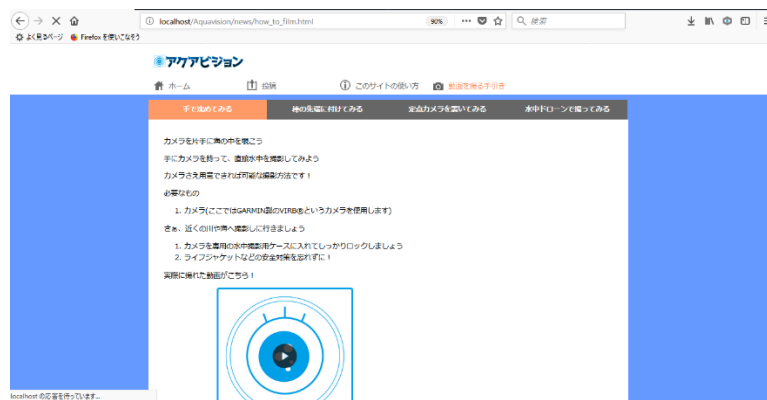 localhost/Aquavision/news/how_to_film.html
90%
検索
よく見るページ
Firefox を使いこなそう
アクアビジョン
ホーム
投稿
このサイトの使い方
動画を撮る手引き
手で沈めてみる
棒の先端に付けてみる
定点カメラを置いてみる
水中ドローンで撮ってみる
カメラを片手に海の中を覗こう
手にカメラを持って、直接水中を撮影してみよう
カメラさえ用意できれば可能な撮影方法です！
必要なもの
1. カメラ(ここではGARMIN製のVIRB®というカメラを使用します)
さぁ、近くの川や海へ撮影しに行きましょう
1. カメラを専用の水中撮影用ケースに入れてしっかりロックしましょう
2. ライフジャケットなどの安全対策を忘れずに！
実際に撮れた動画がこちら！
localhost の応答を待っています...